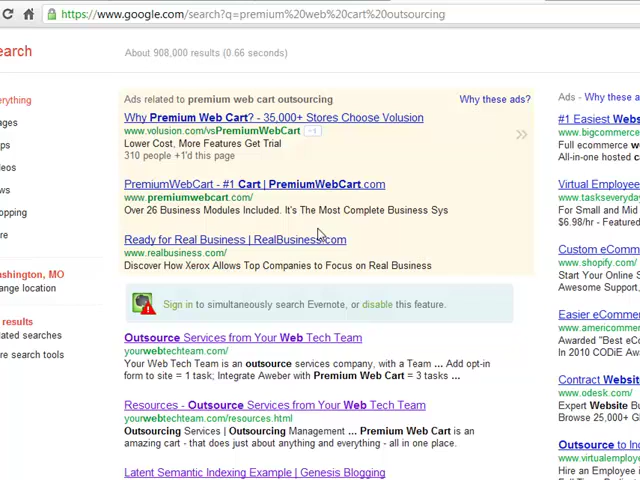 https://www.google.com/search?q=premium%20web%20cart%20outsourcing
earch
About 908,000 results (0.66 seconds)
erything
ages
ps
deos
ws
opping
re
ashington, MO
ange location
results
lated searches
re search tools
Ads related to premium web cart outsourcing
Why these ads?
Why Premium Web Cart? - 35,000+ Stores Choose Volusion
www.volusion.com/vsPremiumWebCart +1
Lower Cost, More Features Get Trial
310 people +1'd this page
»
PremiumWebCart - #1 Cart | PremiumWebCart.com
www.premiumwebcart.com/
Over 26 Business Modules Included. It's The Most Complete Business Sys
Ready for Real Business | RealBusiness.com
www.realbusiness.com/
Discover How Xerox Allows Top Companies to Focus on Real Business
Sign in to simultaneously search Evernote, or disable this feature.
Outsource Services from Your Web Tech Team
yourwebtechteam.com/
Your Web Tech Team is an outsource services company, with a Team ... Add opt-in
form to site = 1 task; Integrate Aweber with Premium Web Cart = 3 tasks ...
Resources - Outsource Services from Your Web Tech Team
yourwebtechteam.com/resources.html
Outsourcing Services | Outsourcing Management ... Premium Web Cart is an
amazing cart - that does just about anything and everything - all in one place.
Latent Semantic Indexing Example | Genesis Blogging
Ads - Why these
#1 Easiest Webs
www.bigcommerce
Full ecommerce w
All-in-one hosted c
Virtual Employee
www.taskseveryda
For Small and Mid
$6.98/hr - Figures
Custom eComm
www.shopify.com/
Start Your Online S
Awesome Support,
Easier eCommer
www.americommer
Awarded "Best eCo
In 2010 CODiE AW
Contract Website
www.odesk.com/
Expert Website Bu
Browse 25,000+ G
Outsource to Ind
www.virtualemploye
Hire an Employee i